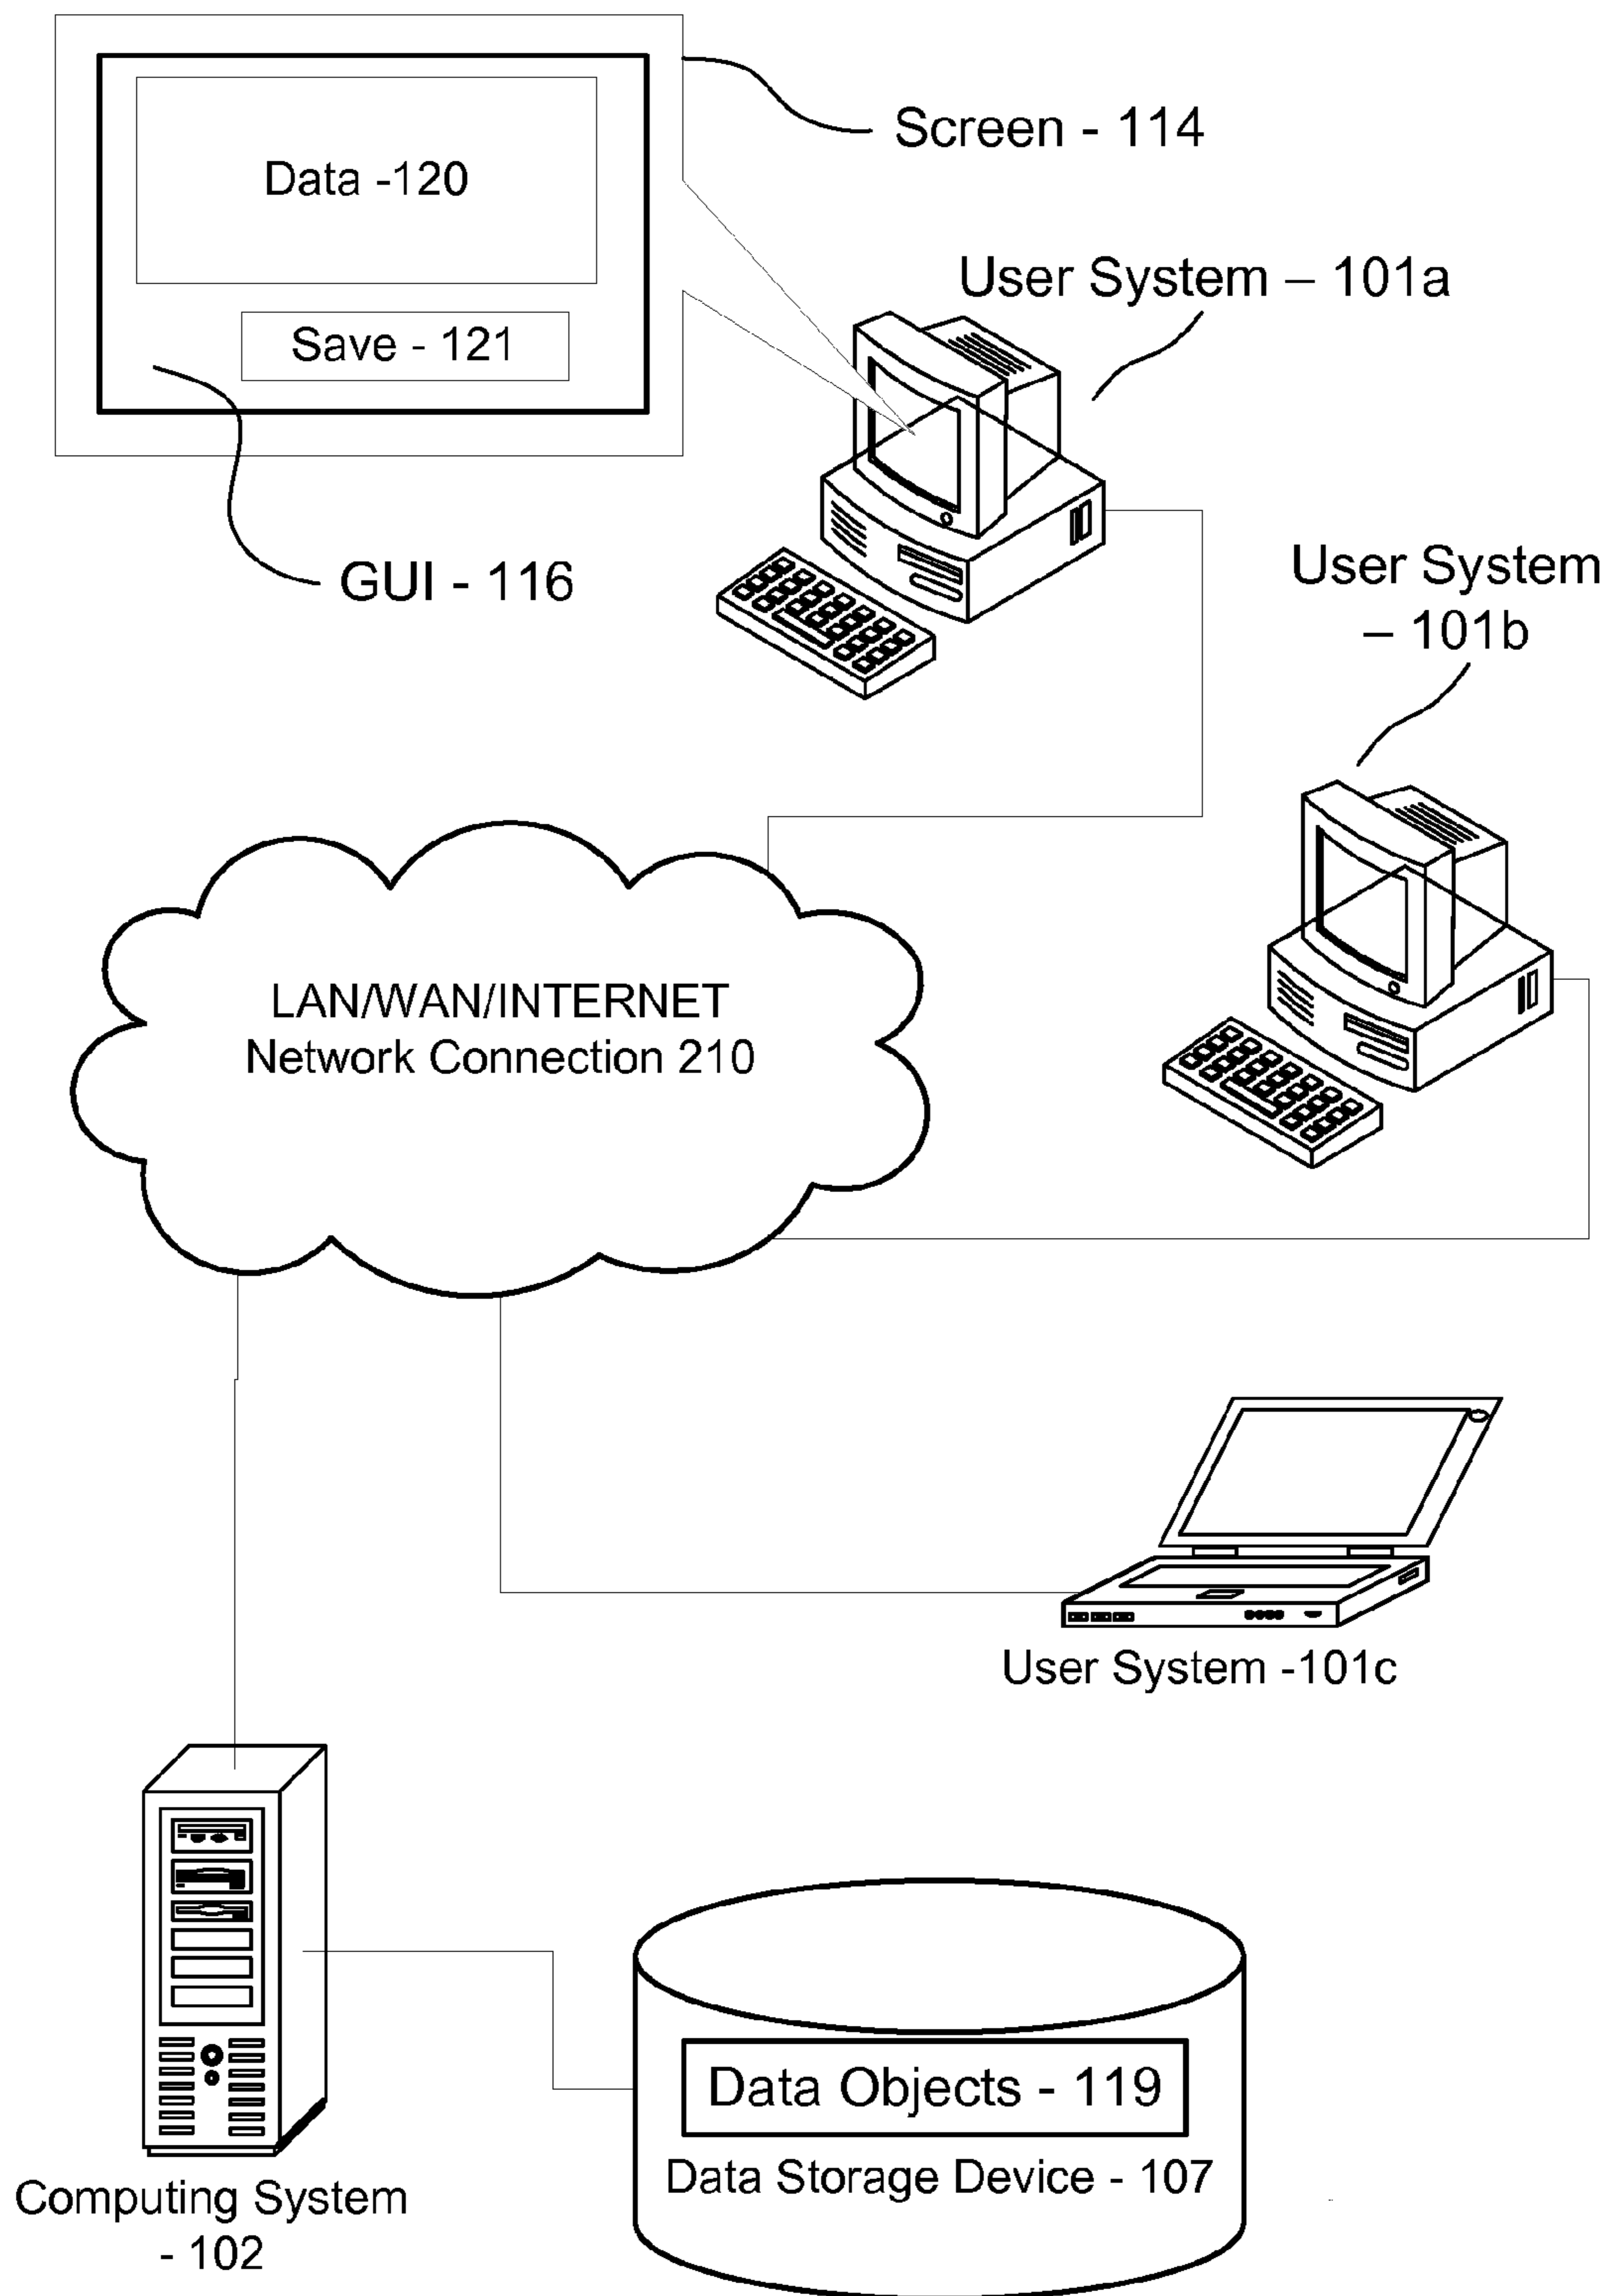 Screen - 114
Data -120
User System – 101a
Save - 121
GUI - 116
User System
– 101b
LAN/WAN/INTERNET
Network Connection 210
User System -101c
Data Objects - 119
Data Storage Device - 107
Computing System
- 102